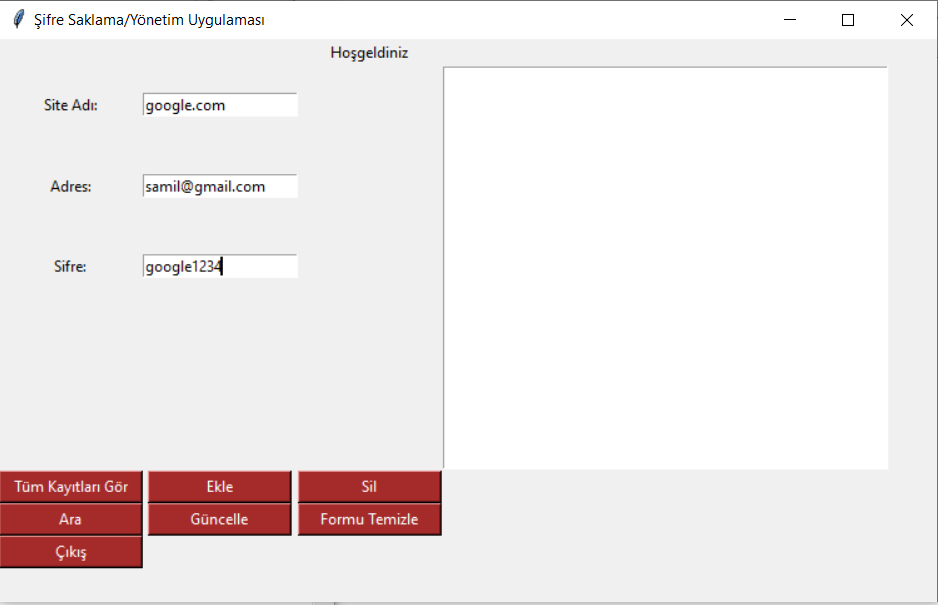 Şifre Saklama/Yönetim Uygulaması
Hoşgeldiniz
Site Adı: google.com
Adres: samil@gmail.com
Sifre: google1234
Tüm Kayıtları Gör Ekle Sil
Ara Güncelle Formu Temizle
Çıkış